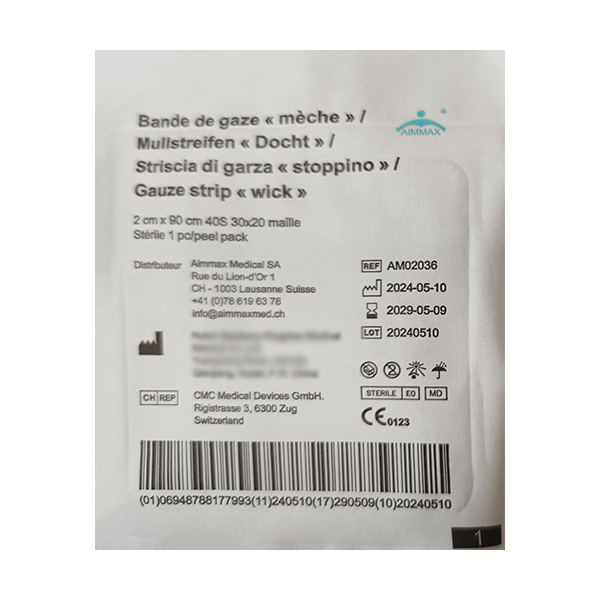 Bande de gaze « mèche » /
Mullstreifen « Docht » /
Striscia di garza « stoppino » /
Gauze strip « wick »
AIMMAX
2 cm x 90 cm 40S 30x20 maille
Stérile 1 pc/peel pack
Distributeur Aimmax Medical SA
Rue du Lion-d'Or 1
CH - 1003 Lausanne Suisse
+41 (0)78 619 63 78
info@aimmaxmed.ch
REF AM02036
2024-05-10
2029-05-09
LOT 20240510
CH REP CMC Medical Devices GmbH.
Rigistrasse 3, 6300 Zug
Switzerland
STERILE EO MD
CE 0123
(01)06948788177993(11)240510(17)290509(10)20240510
1